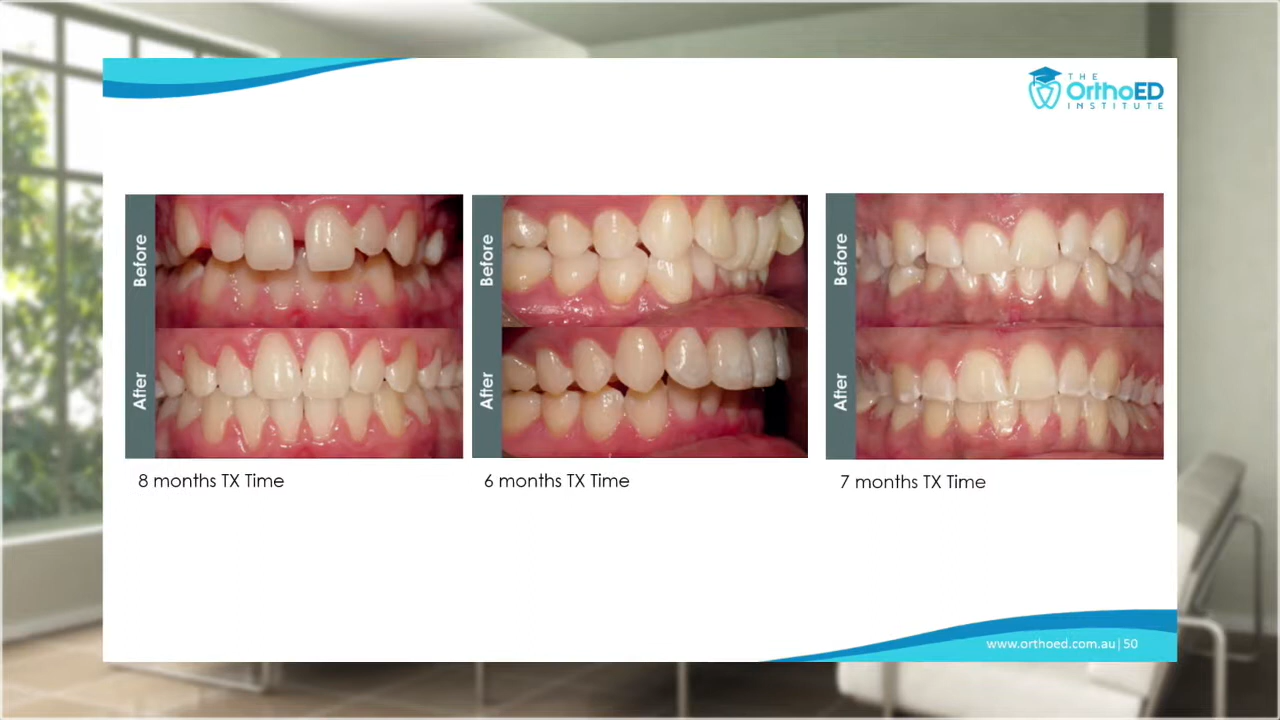 THE
OrthoED
INSTITUTE
Before
After
8 months TX Time
Before
After
6 months TX Time
Before
After
7 months TX Time
www.orthoed.com.au| 50